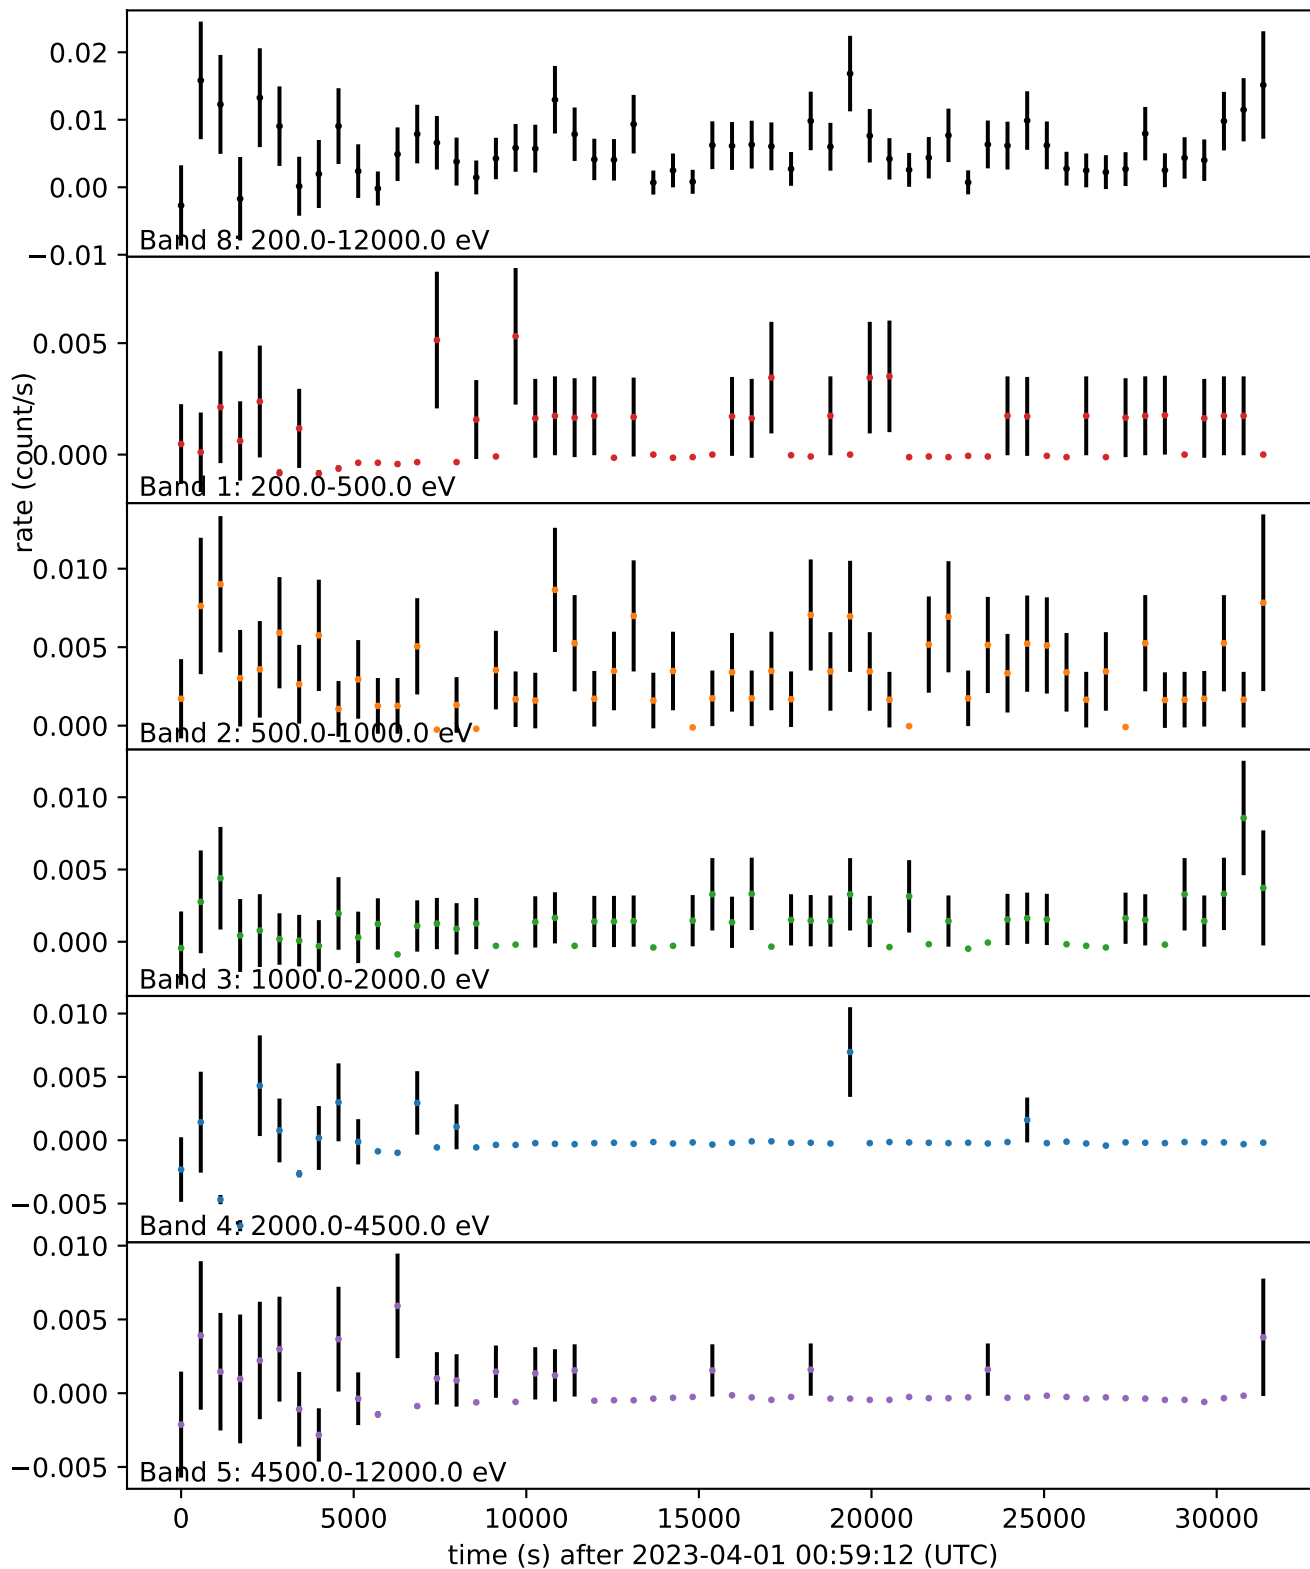 0.02
0.01
0.00
−0.01
Band 8: 200.0-12000.0 eV
0.005
0.000
Band 1: 200.0-500.0 eV
rate (count/s)
0.010
0.005
0.000
Band 2: 500.0-1000.0 eV
0.010
0.005
0.000
Band 3: 1000.0-2000.0 eV
0.010
0.005
0.000
−0.005
Band 4: 2000.0-4500.0 eV
0.010
0.005
0.000
−0.005
Band 5: 4500.0-12000.0 eV
0 5000 10000 15000 20000 25000 30000
time (s) after 2023-04-01 00:59:12 (UTC)